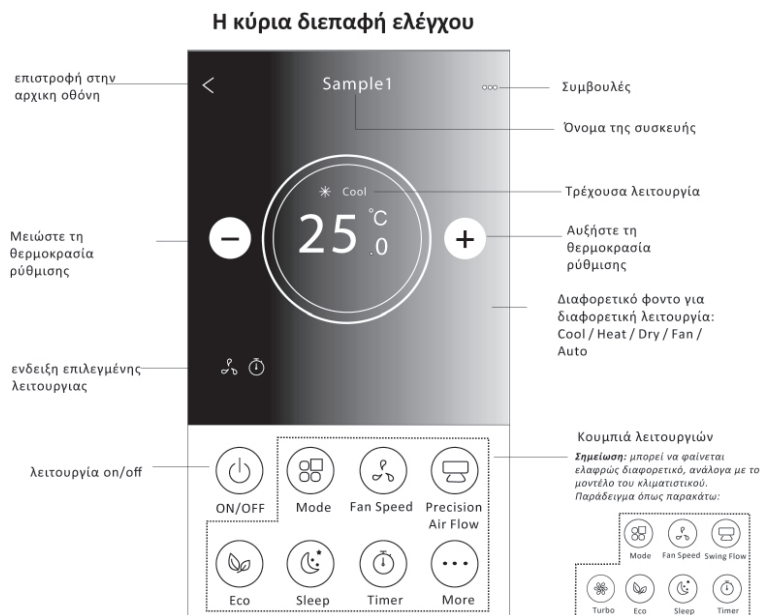 Η κύρια διεπαφή ελέγχου
επιστροφή στην
αρχικη οθόνη
Sample1
Συμβουλές
Όνομα της συσκευής
Cool
Τρέχουσα λειτουργία
25.0 °C
Μειώστε τη
θερμοκρασία
ρύθμισης
−
+
Αυξήστε τη
θερμοκρασία
ρύθμισης
Διαφορετικό φοντο για
διαφορετική λειτουργία:
Cool / Heat / Dry / Fan /
Auto
ενδειξη επιλεγμένης
λειτουργιας
λειτουργία on/off
ON/OFF
Mode
Fan Speed
Precision
Air Flow
Eco
Sleep
Timer
More
Κουμπιά λειτουργιών
Σημείωση: μπορεί να φαίνεται
ελαφρώς διαφορετικό, ανάλογα με το
μοντέλο του κλιματιστικού.
Παράδειγμα όπως παρακάτω:
Mode
Fan Speed
Swing Flow
Turbo
Eco
Sleep
Timer